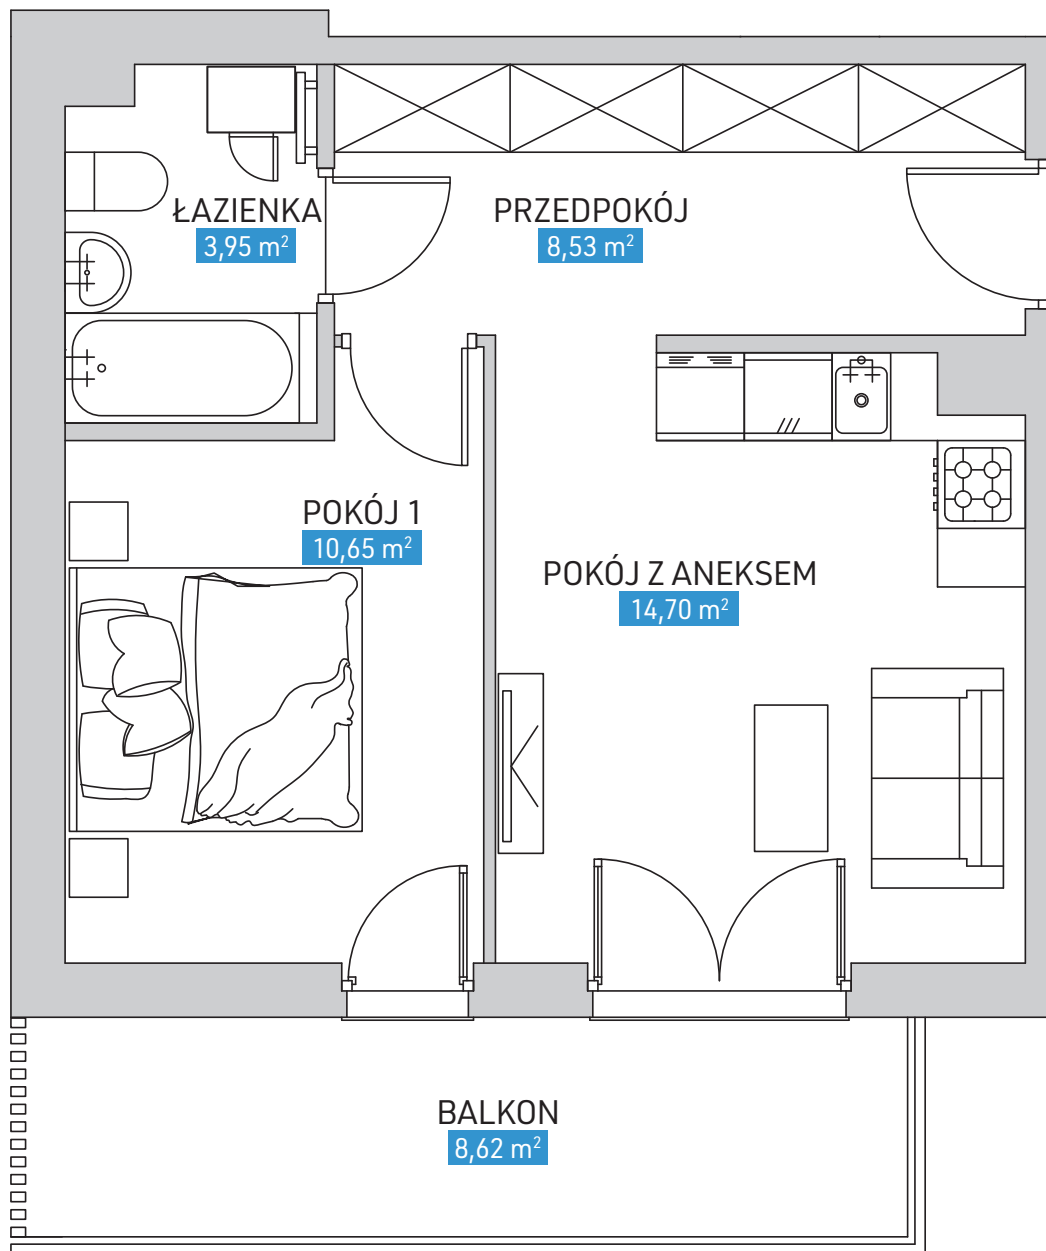 ŁAZIENKA
3,95 m²
PRZEDPOKÓJ
8,53 m²
POKÓJ 1
10,65 m²
POKÓJ Z ANEKSEM
14,70 m²
BALKON
8,62 m²